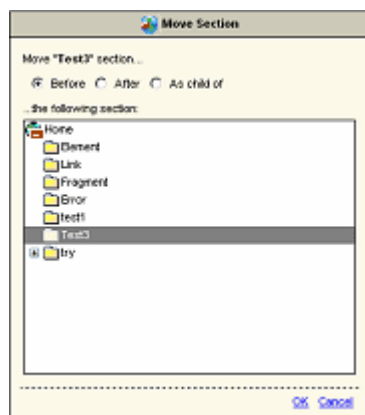 Move Section
Move "Test3" section...
Before After As child of
...the following section:
Home
Element
Link
Fragment
Error
test1
Test3
try
OK Cancel